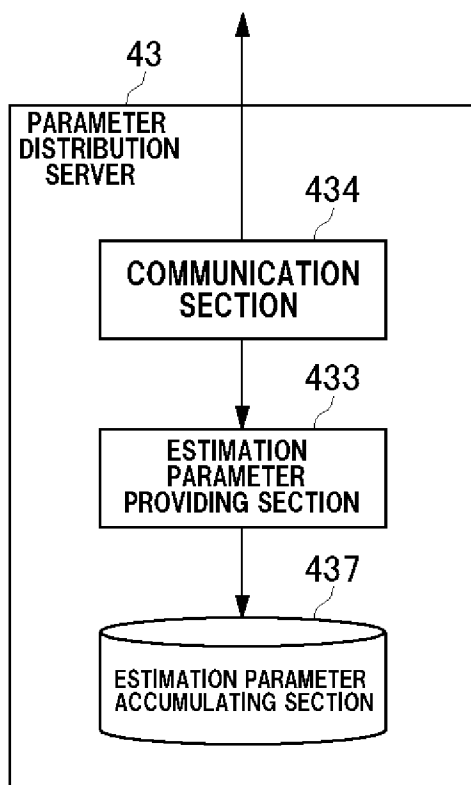 43
PARAMETER
DISTRIBUTION
SERVER
434
COMMUNICATION
SECTION
433
ESTIMATION
PARAMETER
PROVIDING SECTION
437
ESTIMATION PARAMETER
ACCUMULATING SECTION